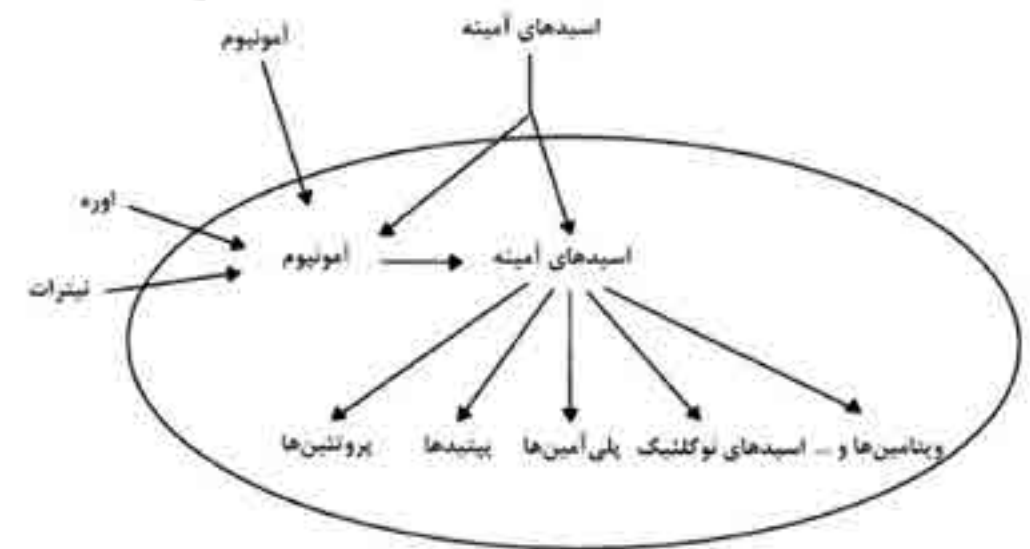 اسیدهای آمینه
آمونیوم
اوره
اسیدهای آمینه
آمونیوم
نیترات
ویتامین‌ها و ... اسیدهای نوکلئیک پلی‌آمین‌ها پپتیدها پروتئین‌ها